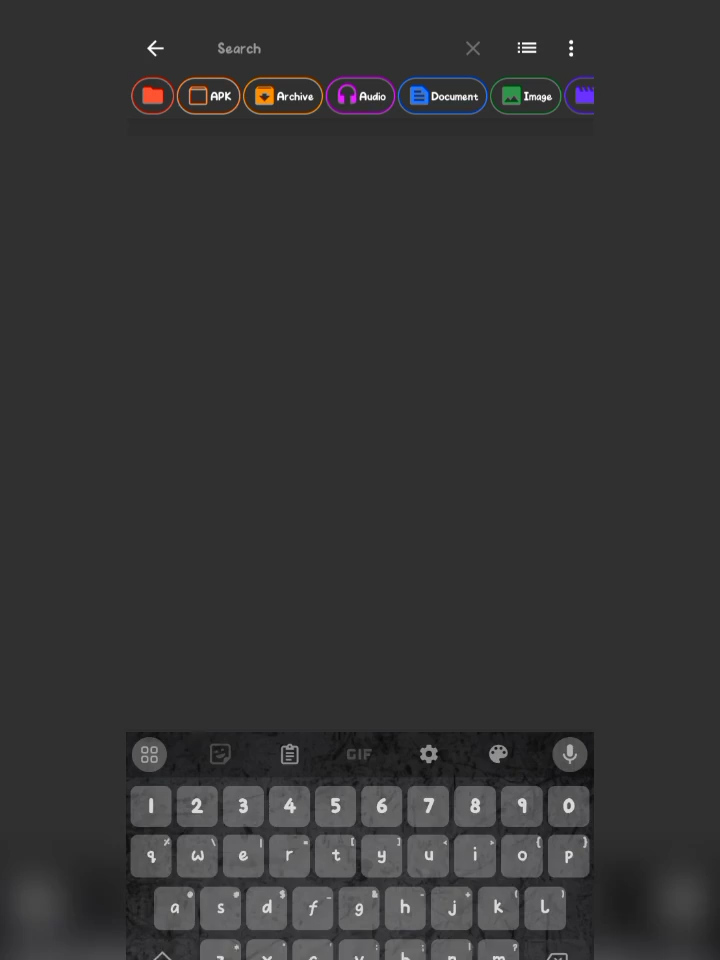 Search
APK Archive Audio Document Image
GIF
1 2 3 4 5 6 7 8 9 0
q w e r t y u i o p
a s d f g h j k l
z x c v b n m